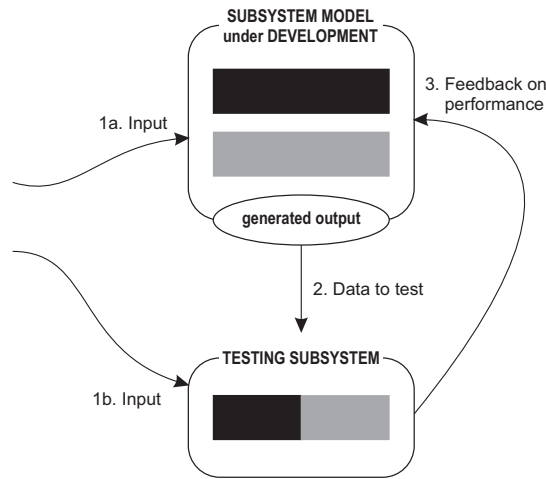 SUBSYSTEM MODEL
under DEVELOPMENT
3. Feedback on
performance
1a. Input
generated output
2. Data to test
TESTING SUBSYSTEM
1b. Input